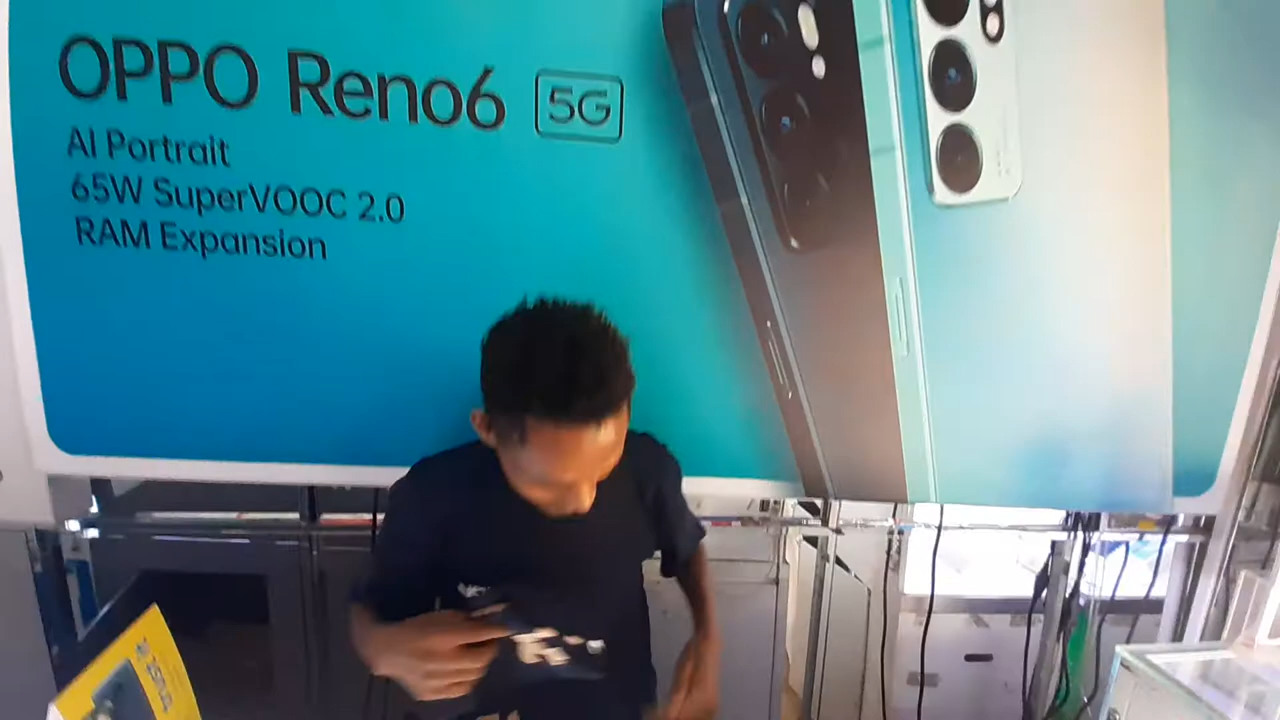 OPPO Reno6 5G
AI Portrait
65W SuperVOOC 2.0
RAM Expansion